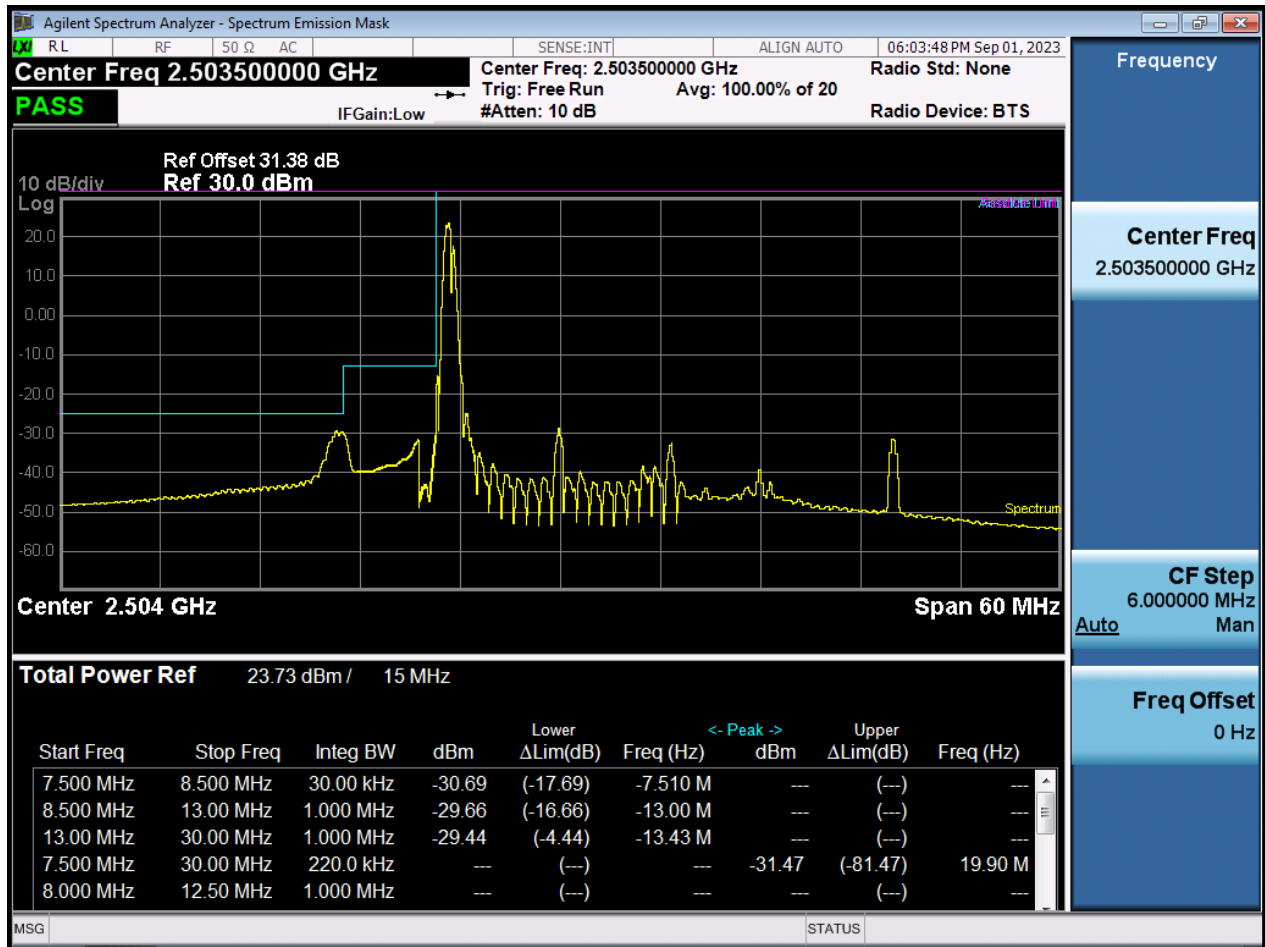 Agilent Spectrum Analyzer - Spectrum Emission Mask
LXI RL RF 50 Ω AC SENSE:INT ALIGN AUTO 06:03:48 PM Sep 01, 2023
Center Freq 2.503500000 GHz
PASS
IFGain:Low
Center Freq: 2.503500000 GHz
Trig: Free Run Avg: 100.00% of 20
#Atten: 10 dB
Radio Std: None
Radio Device: BTS
Ref Offset 31.38 dB
10 dB/div Ref 30.0 dBm
Log
Absolute Limit
20.0
10.0
0.00
-10.0
-20.0
-30.0
-40.0
-50.0
-60.0
Spectrum
Center 2.504 GHz Span 60 MHz
Total Power Ref 23.73 dBm / 15 MHz
Lower <- Peak -> Upper
Start Freq Stop Freq Integ BW dBm ΔLim(dB) Freq (Hz) dBm ΔLim(dB) Freq (Hz)
7.500 MHz 8.500 MHz 30.00 kHz -30.69 (-17.69) -7.510 M --- (---) ---
8.500 MHz 13.00 MHz 1.000 MHz -29.66 (-16.66) -13.00 M --- (---) ---
13.00 MHz 30.00 MHz 1.000 MHz -29.44 (-4.44) -13.43 M --- (---) ---
7.500 MHz 30.00 MHz 220.0 kHz --- (---) --- -31.47 (-81.47) 19.90 M
8.000 MHz 12.50 MHz 1.000 MHz --- (---) --- --- (---) ---
MSG STATUS
Frequency
Center Freq
2.503500000 GHz
CF Step
6.000000 MHz
Auto Man
Freq Offset
0 Hz